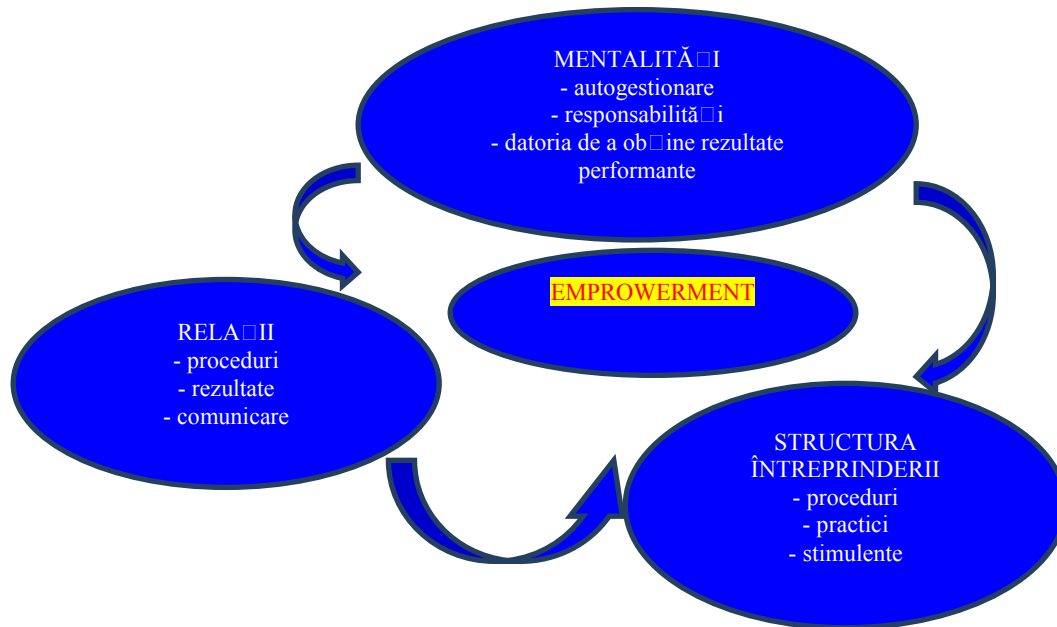 MENTALITĂ□I
- autogestionare
- responsabilită□i
- datoria de a ob□ine rezultate
performante
EMPROWERMENT
RELA□II
- proceduri
- rezultate
- comunicare
STRUCTURA
ÎNTREPRINDERII
- proceduri
- practici
- stimulente